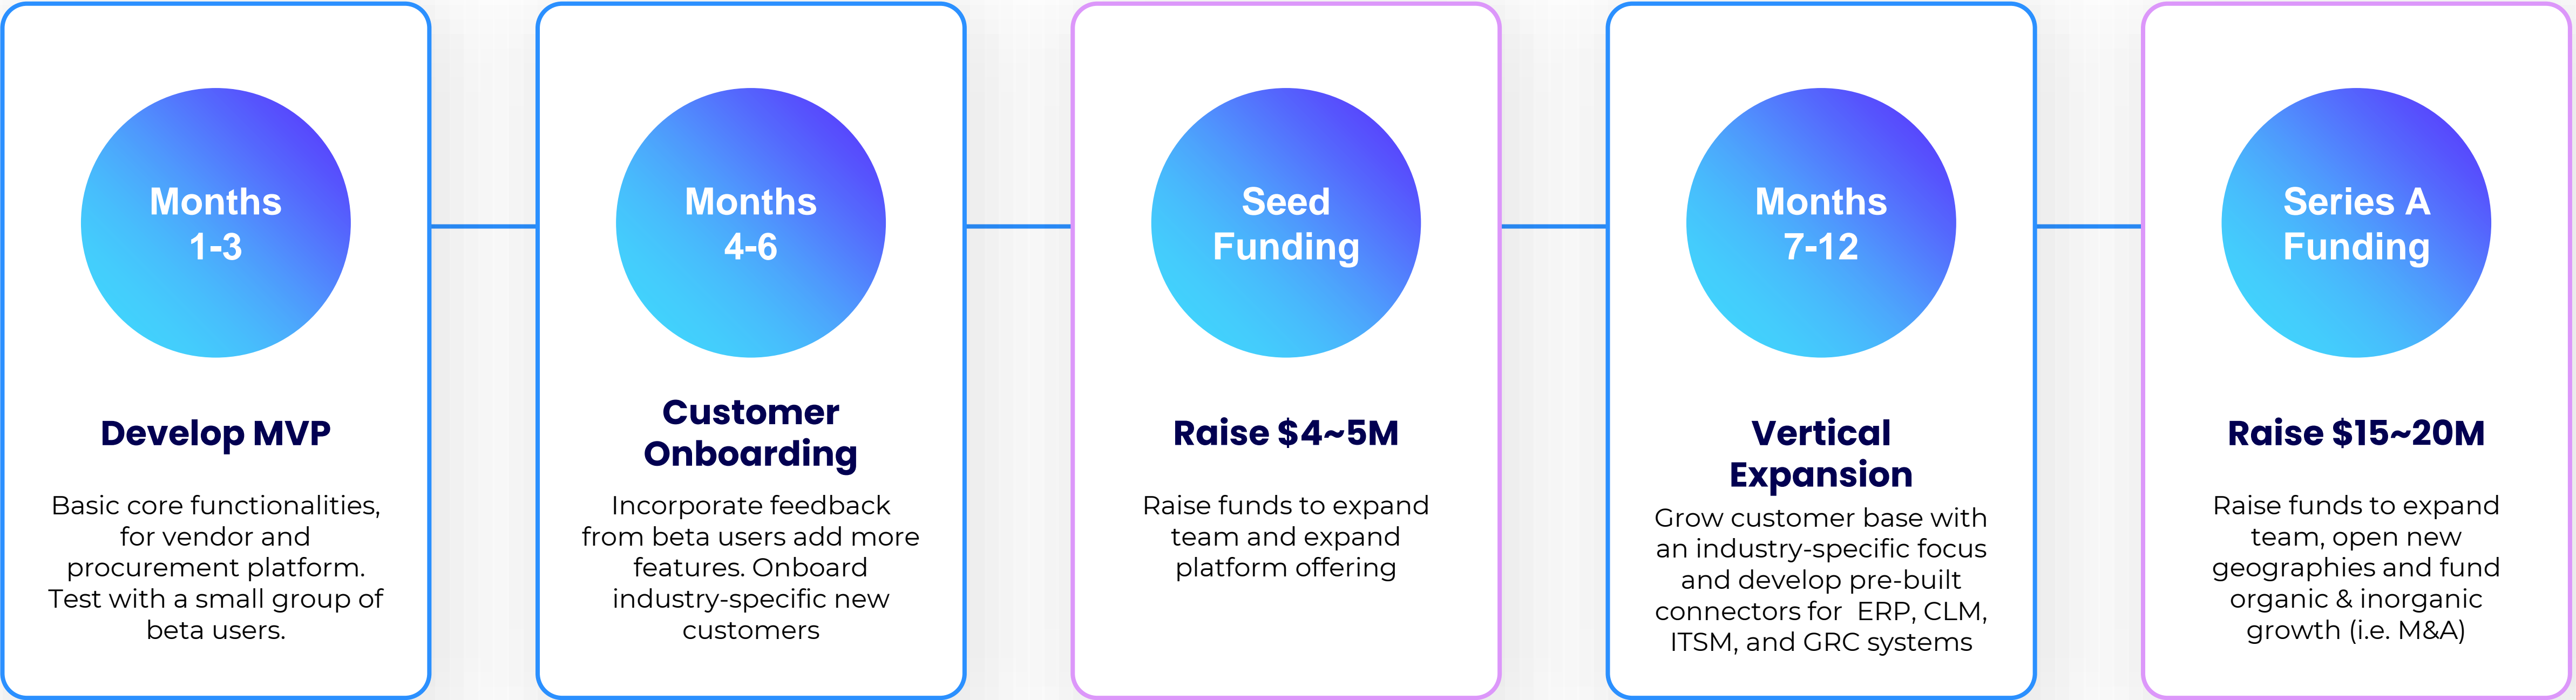 Months
1-3
Develop MVP
Basic core functionalities,
for vendor and
procurement platform.
Test with a small group of
beta users.
Months
4-6
Customer
Onboarding
Incorporate feedback
from beta users add more
features. Onboard
industry-specific new
customers
Seed
Funding
Raise $4~5M
Raise funds to expand
team and expand
platform offering
Months
7-12
Vertical
Expansion
Grow customer base with
an industry-specific focus
and develop pre-built
connectors for  ERP, CLM,
ITSM, and GRC systems
Series A
Funding
Raise $15~20M
Raise funds to expand
team, open new
geographies and fund
organic & inorganic
growth (i.e. M&A)